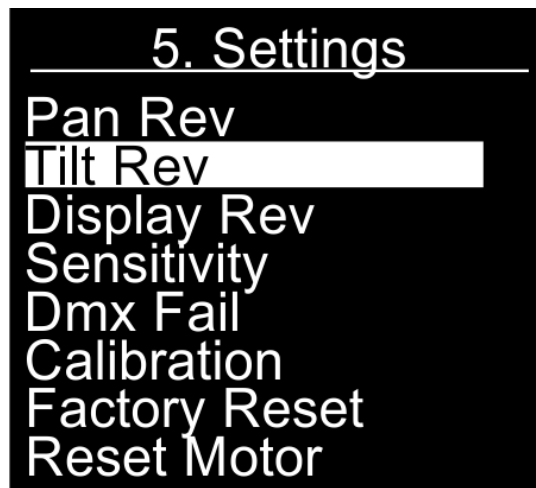 5. Settings
Pan Rev
Tilt Rev
Display Rev
Sensitivity
Dmx Fail
Calibration
Factory Reset
Reset Motor